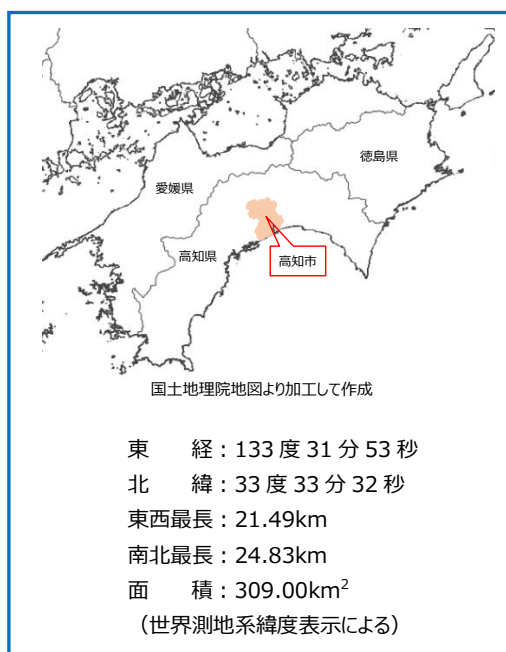 徳島県
愛媛県
高知県
高知市
国土地理院地図より加工して作成
東　　経：133 度 31 分 53 秒
北　　緯：33 度 33 分 32 秒
東西最長：21.49km
南北最長：24.83km
面　　積：309.00km²
（世界測地系緯度表示による）